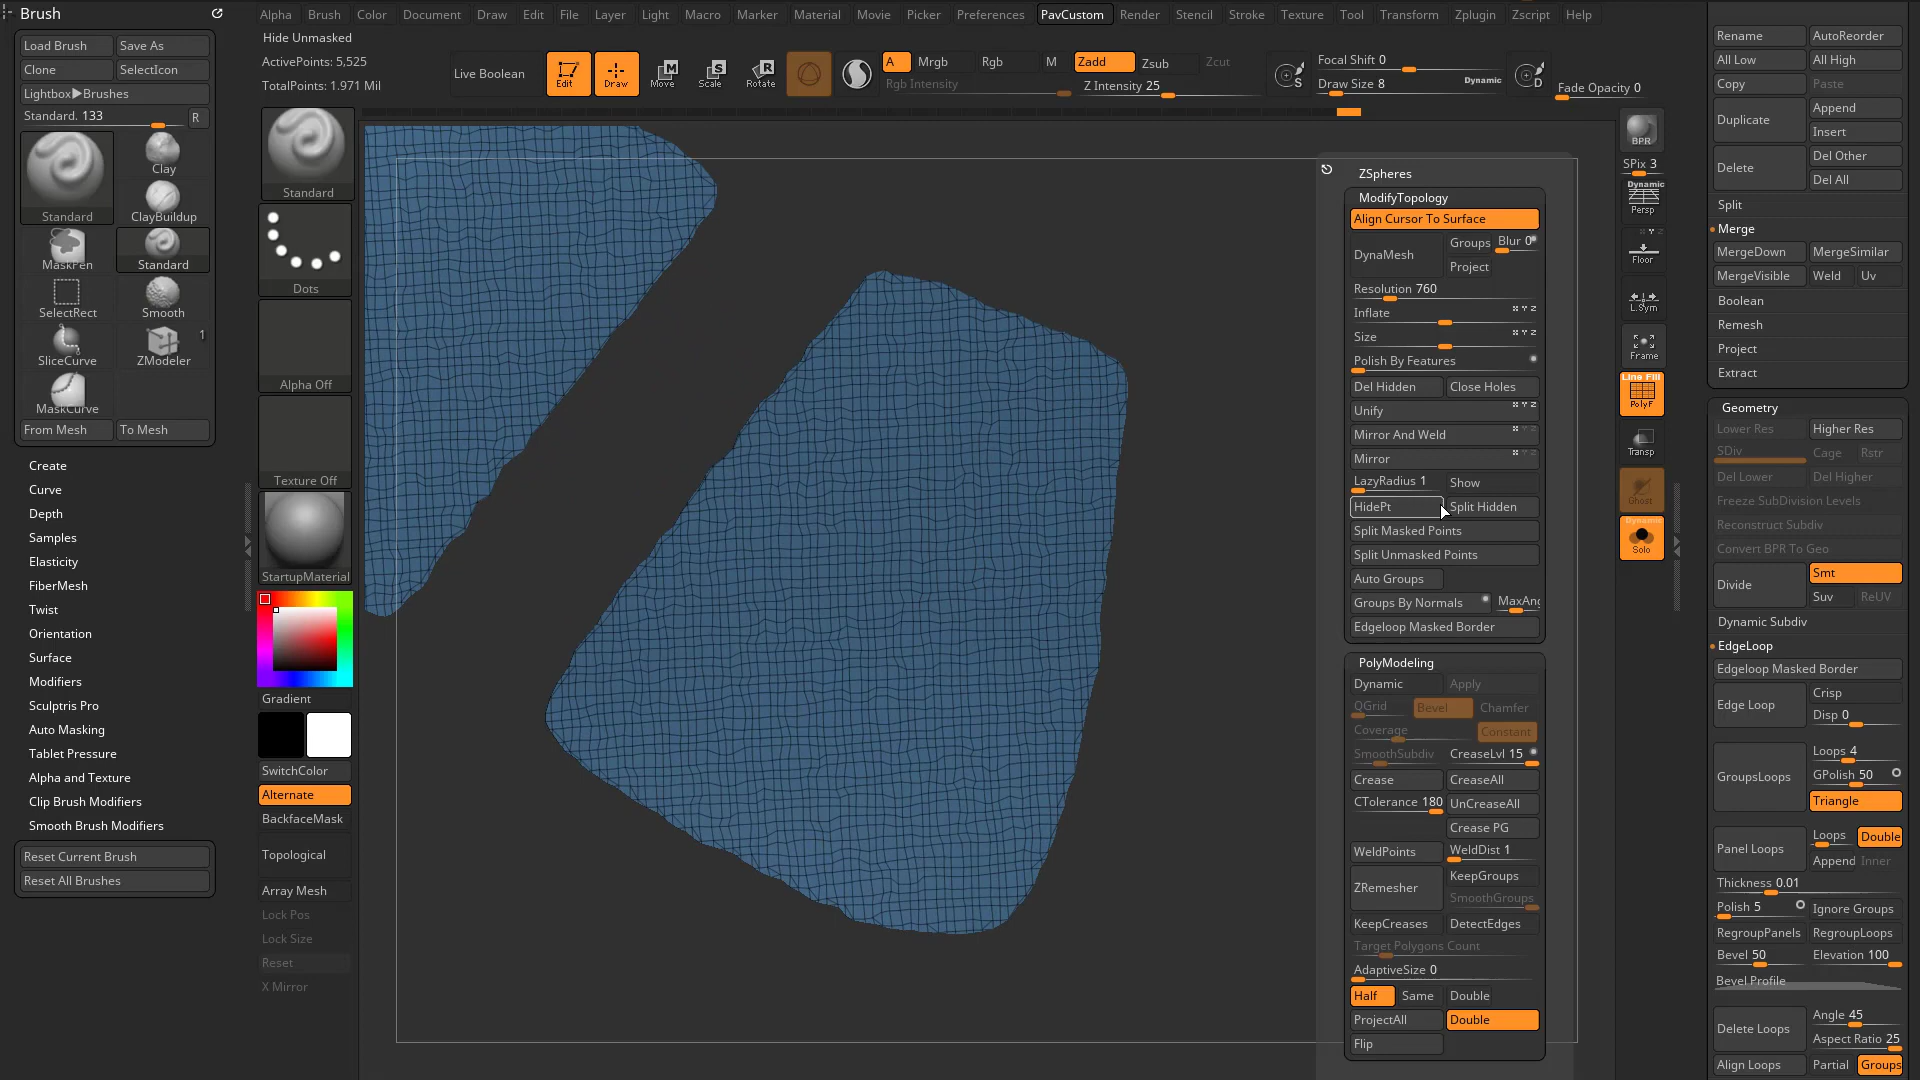 Brush
Alpha Brush Color Document Draw Edit File Layer Light Macro Marker Material Movie Picker Preferences PavCustom Render Stencil Stroke Texture Tool Transform Zplugin Zscript Help
Hide Unmasked
ActivePoints: 5,525
TotalPoints: 1.971 Mil
Live Boolean
Edit
Draw
Move
Scale
Rotate
A Mrgb Rgb M Zadd Zsub Zcut
Rgb Intensity
Z Intensity 25
Focal Shift 0
Draw Size 8
Dynamic
S
D
Fade Opacity 0
Load Brush Save As
Clone SelectIcon
Lightbox▶Brushes
Standard. 133 R
Standard
Clay
ClayBuildup
MaskPen
Standard
SelectRect
Smooth
SliceCurve
ZModeler 1
MaskCurve
From Mesh To Mesh
Create
Curve
Depth
Samples
Elasticity
FiberMesh
Twist
Orientation
Surface
Modifiers
Sculptris Pro
Auto Masking
Tablet Pressure
Alpha and Texture
Clip Brush Modifiers
Smooth Brush Modifiers
Reset Current Brush
Reset All Brushes
Standard
Dots
Alpha Off
Texture Off
StartupMaterial
Gradient
SwitchColor
Alternate
BackfaceMask
Topological
Array Mesh
Lock Pos
Lock Size
Reset
X Mirror
ZSpheres
ModifyTopology
Align Cursor To Surface
DynaMesh Groups Blur 0
Project
Resolution 760
Inflate
Size
Polish By Features
Del Hidden Close Holes
Unify
Mirror And Weld
Mirror
LazyRadius 1 Show
HidePt Split Hidden
Split Masked Points
Split Unmasked Points
Auto Groups
Groups By Normals MaxAn
Edgeloop Masked Border
PolyModeling
Dynamic Apply
QGrid Bevel Chamfer
Coverage Constant
SmoothSubdiv CreaseLvl 15
Crease CreaseAll
CTolerance 180 UnCreaseAll
Crease PG
WeldPoints WeldDist 1
ZRemesher KeepGroups
SmoothGroups
KeepCreases DetectEdges
Target Polygons Count
AdaptiveSize 0
Half Same Double
ProjectAll Double
Flip
BPR
SPix 3
Dynamic
Persp
Floor
L.Sym
Frame
Line Fill
PolyF
Transp
Ghost
Dynamic
Solo
Rename AutoReorder
All Low All High
Copy Paste
Duplicate Append
Insert
Delete Del Other
Del All
Split
Merge
MergeDown MergeSimilar
MergeVisible Weld Uv
Boolean
Remesh
Project
Extract
Geometry
Lower Res Higher Res
SDiv Cage Rstr
Del Lower Del Higher
Freeze SubDivision Levels
Reconstruct Subdiv
Convert BPR To Geo
Divide Smt
Suv ReUV
Dynamic Subdiv
EdgeLoop
Edgeloop Masked Border
Edge Loop Crisp
Disp 0
GroupsLoops Loops 4
GPolish 50
Triangle
Panel Loops Loops Double
Append Inner
Thickness 0.01
Polish 5 Ignore Groups
RegroupPanels RegroupLoops
Bevel 50 Elevation 100
Bevel Profile
Delete Loops Angle 45
Aspect Ratio 25
Align Loops Partial Groups